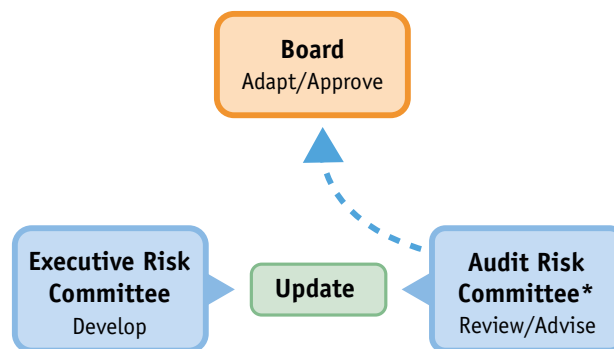 Board
Adapt/Approve
Executive Risk
Committee
Develop
Update
Audit Risk
Committee*
Review/Advise